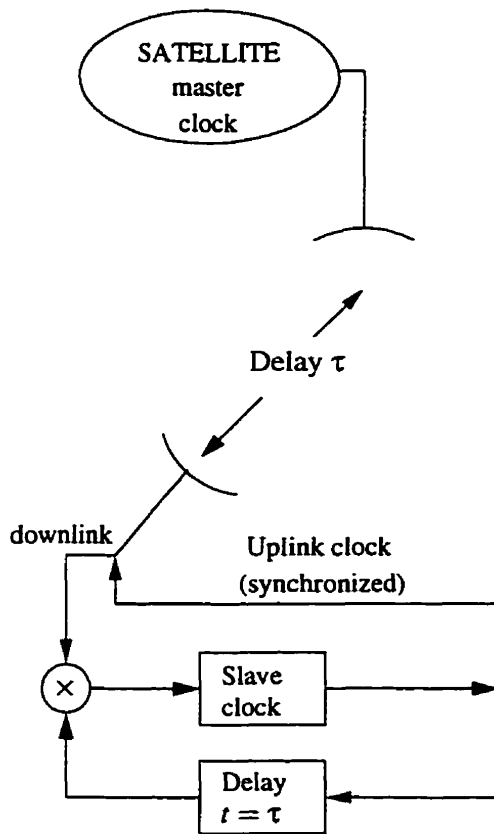 SATELLITE
master
clock
Delay τ
downlink
Uplink clock
(synchronized)
×
Slave
clock
Delay
t = τ